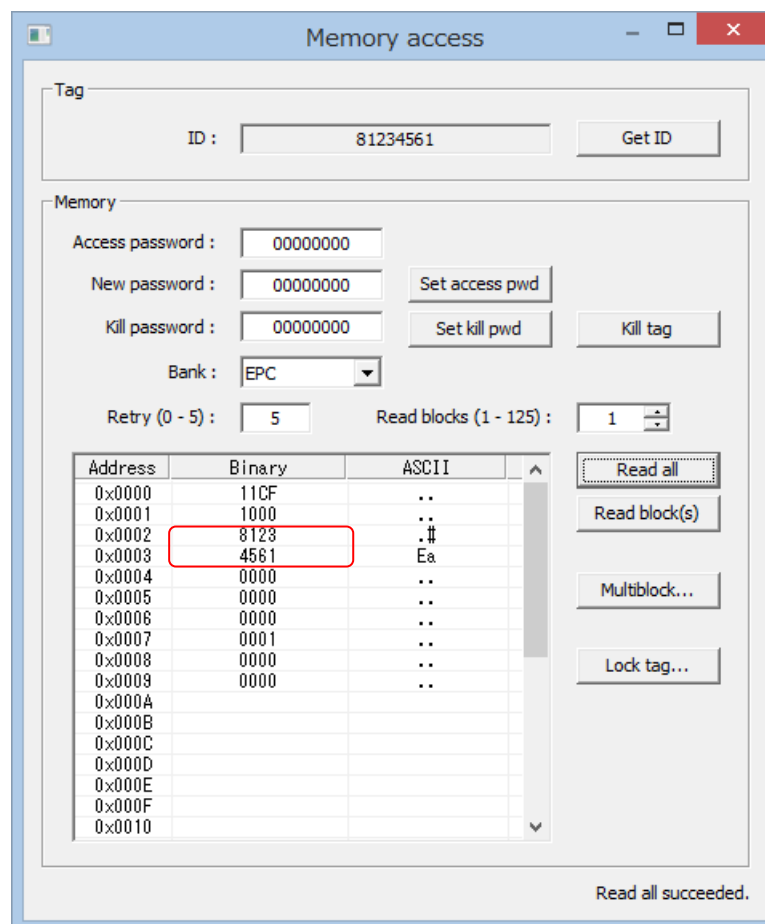 Memory access
Tag
ID : 81234561 Get ID
Memory
Access password : 00000000
New password : 00000000 Set access pwd
Kill password : 00000000 Set kill pwd Kill tag
Bank : EPC
Retry (0 - 5) : 5 Read blocks (1 - 125) : 1
Address Binary ASCII Read all
0x0000 11CF ..
0x0001 1000 .. Read block(s)
0x0002 8123 .#
0x0003 4561 Ea
0x0004 0000 ..
0x0005 0000 .. Multiblock...
0x0006 0000 ..
0x0007 0001 ..
0x0008 0000 .. Lock tag...
0x0009 0000 ..
0x000A
0x000B
0x000C
0x000D
0x000E
0x000F
0x0010
Read all succeeded.